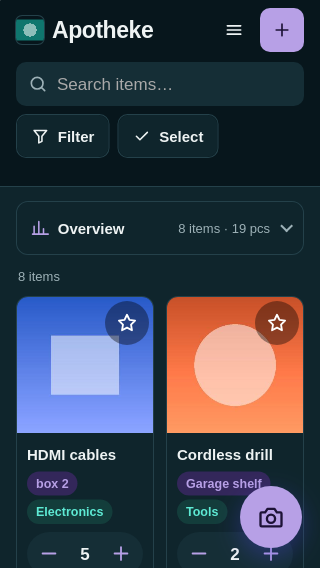 Apotheke
Search items…
Filter
Select
Overview
8 items · 19 pcs
8 items
HDMI cables
Cordless drill
box 2
Garage shelf
Electronics
Tools
5
2